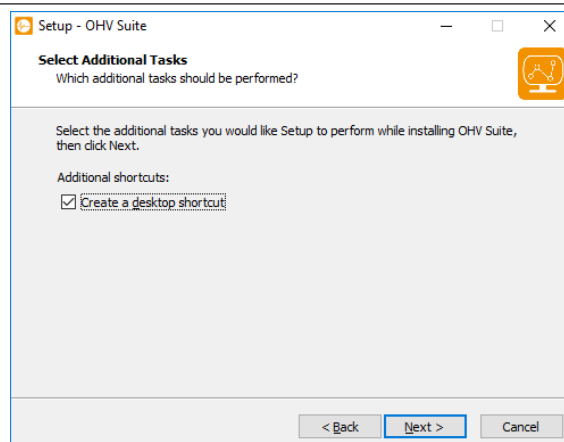 Setup - OHV Suite
Select Additional Tasks
Which additional tasks should be performed?
Select the additional tasks you would like Setup to perform while installing OHV Suite,
then click Next.
Additional shortcuts:
Create a desktop shortcut
< Back Next > Cancel